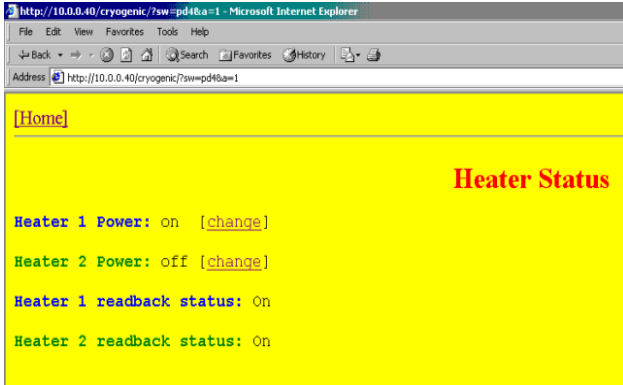 http://10.0.0.40/cryogenic/?sw=pd4&a=1 - Microsoft Internet Explorer
File Edit View Favorites Tools Help
Back Search Favorites History
Address http://10.0.0.40/cryogenic/?sw=pd4&a=1
[Home]
Heater Status
Heater 1 Power: on [change]
Heater 2 Power: off [change]
Heater 1 readback status: On
Heater 2 readback status: On